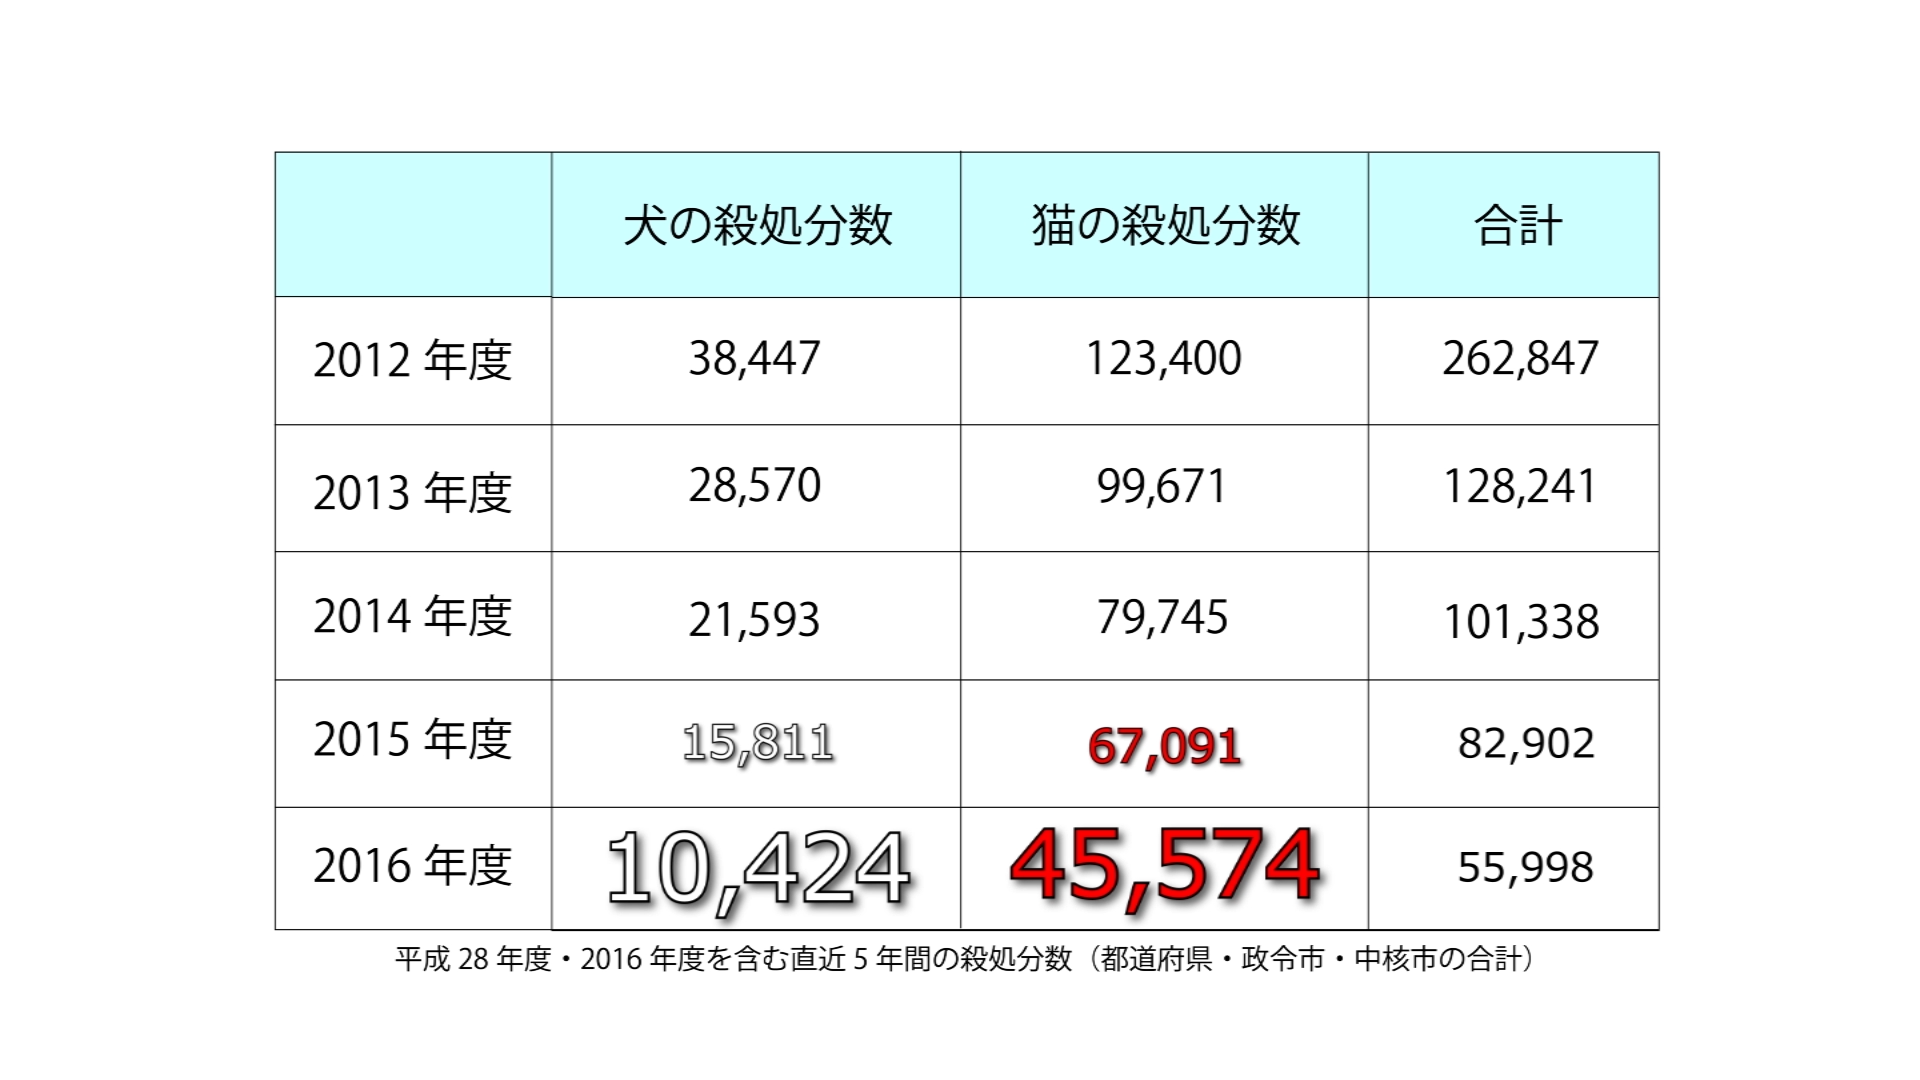 犬の殺処分数 猫の殺処分数 合計
2012 年度 38,447 123,400 262,847
2013 年度 28,570 99,671 128,241
2014 年度 21,593 79,745 101,338
2015 年度 15,811 67,091 82,902
2016 年度 10,424 45,574 55,998
平成 28 年度・2016 年度を含む直近 5 年間の殺処分数（都道府県・政令市・中核市の合計）